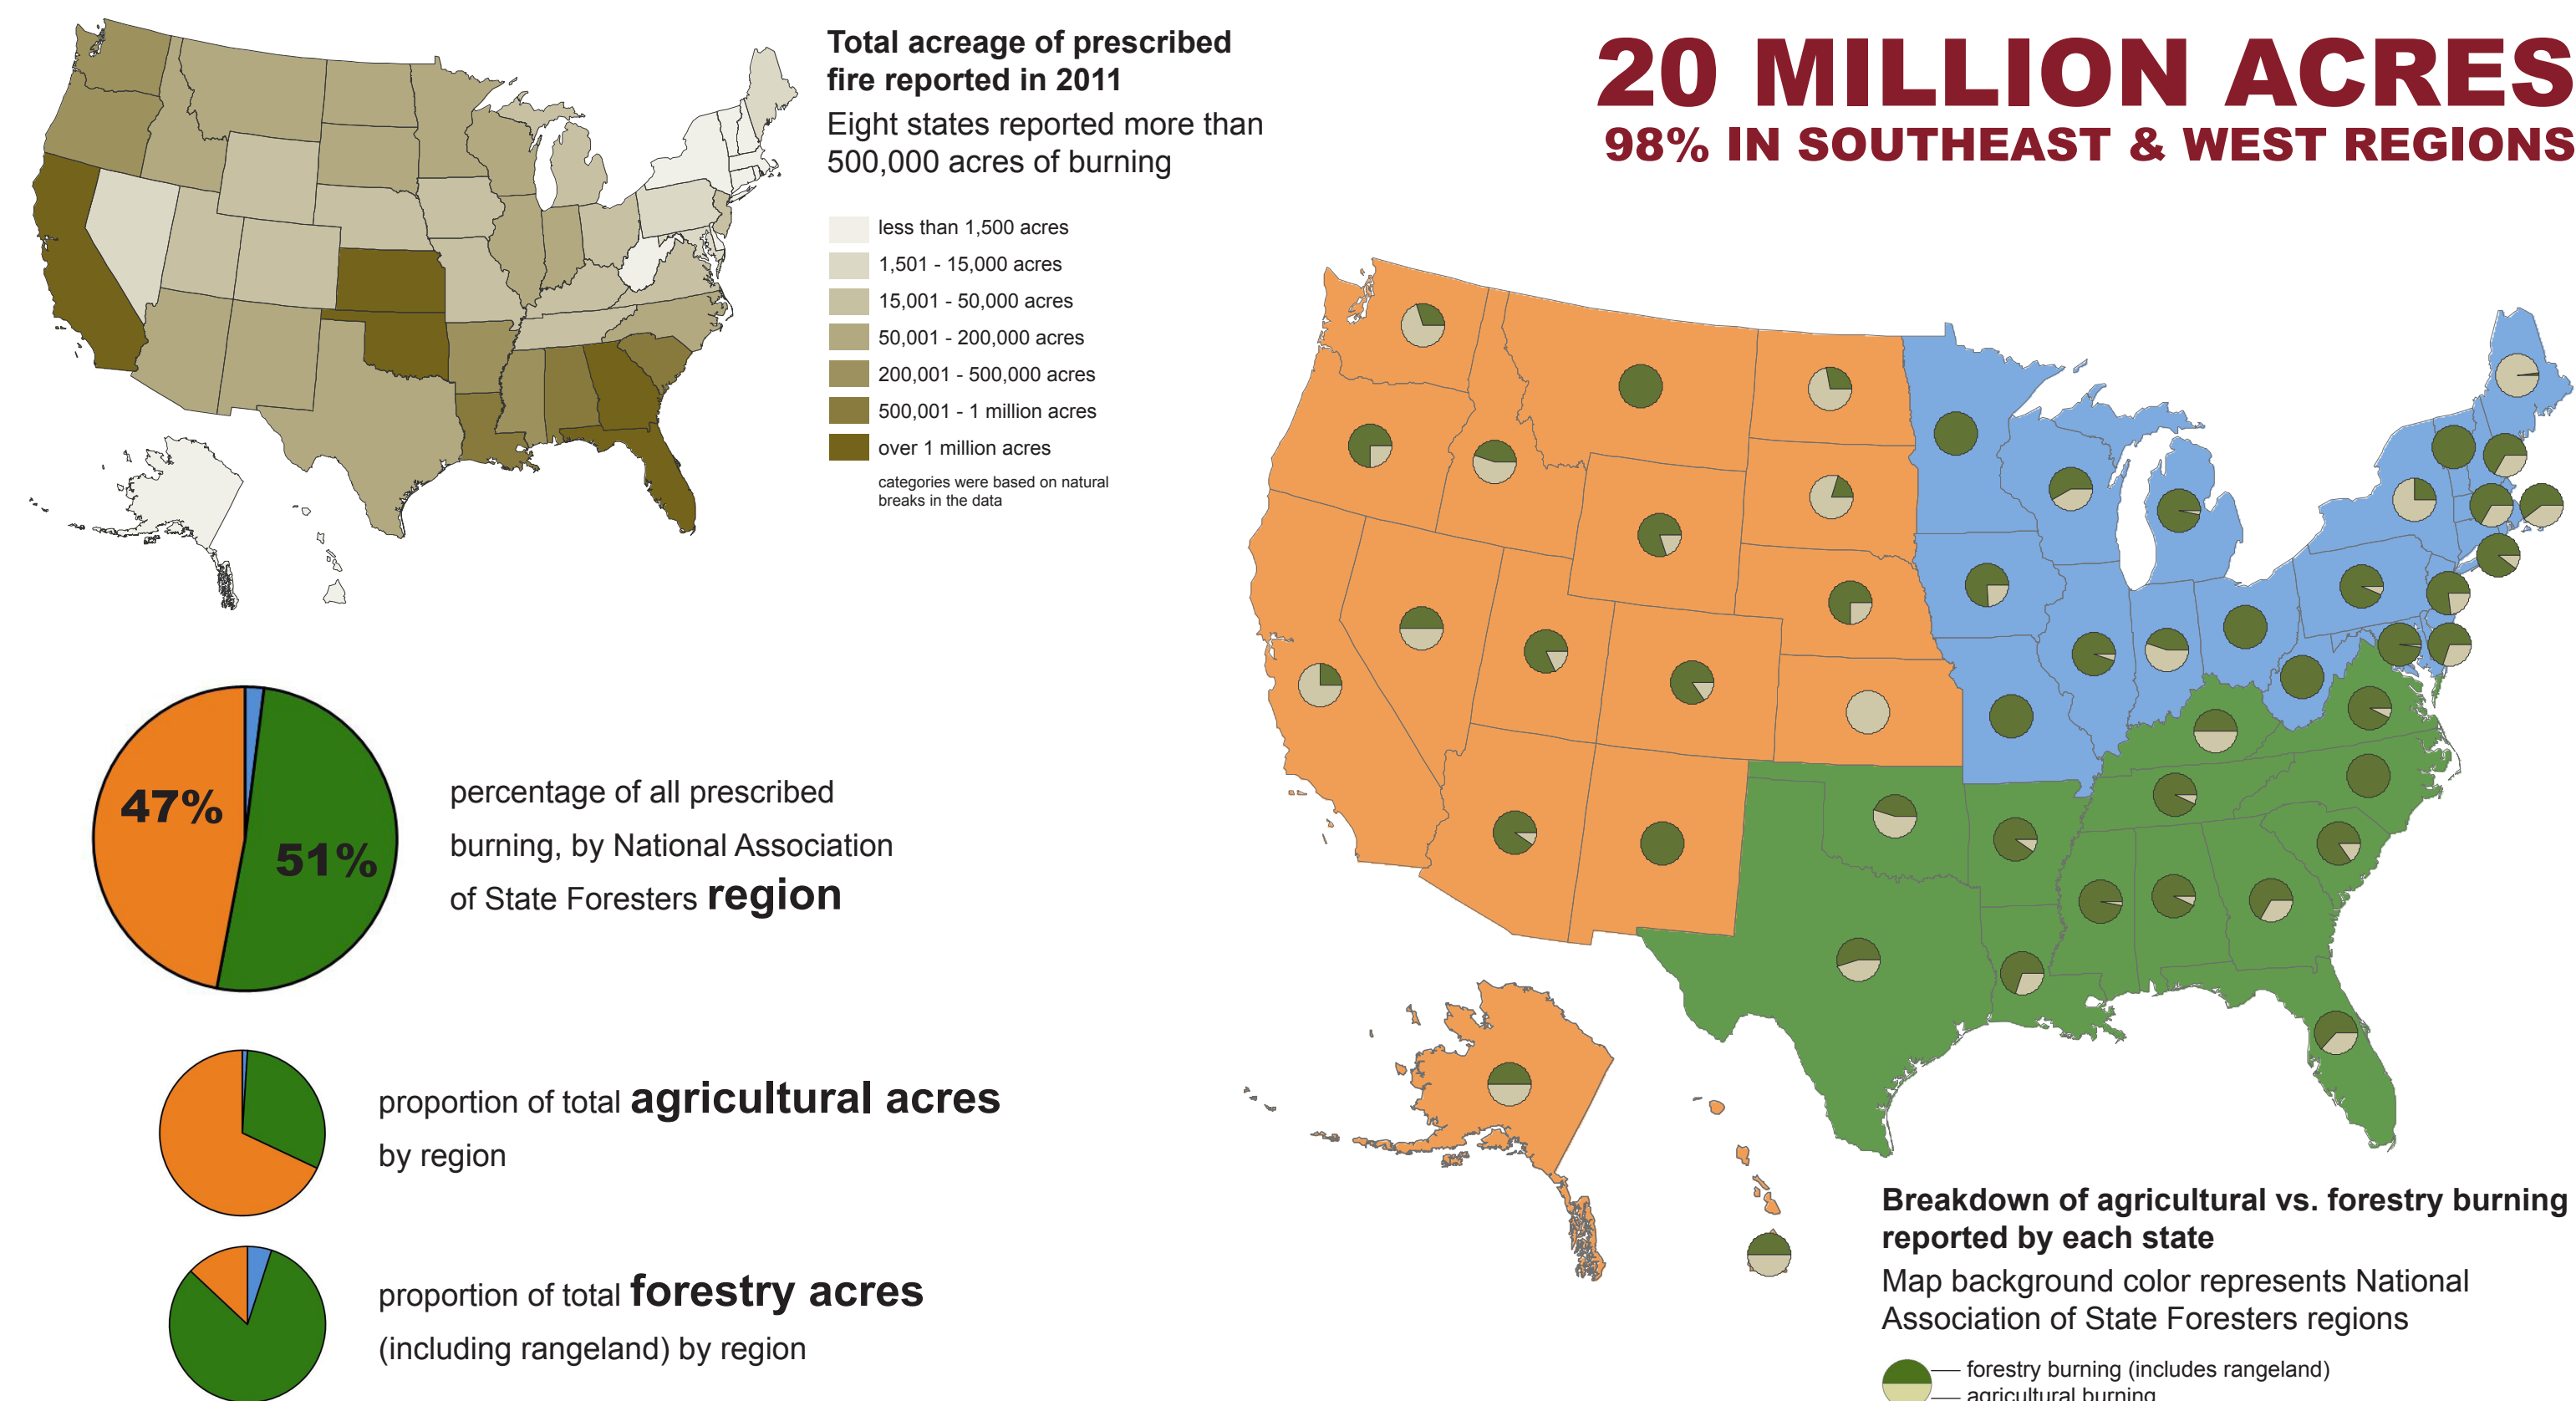 Total acreage of prescribed
fire reported in 2011
Eight states reported more than
500,000 acres of burning
less than 1,500 acres
1,501 - 15,000 acres
15,001 - 50,000 acres
50,001 - 200,000 acres
200,001 - 500,000 acres
500,001 - 1 million acres
over 1 million acres
categories were based on natural
breaks in the data
20 MILLION ACRES
98% IN SOUTHEAST & WEST REGIONS
47%
51%
percentage of all prescribed
burning, by National Association
of State Foresters region
proportion of total agricultural acres
by region
proportion of total forestry acres
(including rangeland) by region
Breakdown of agricultural vs. forestry burning
reported by each state
Map background color represents National
Association of State Foresters regions
forestry burning (includes rangeland)
agricultural burning